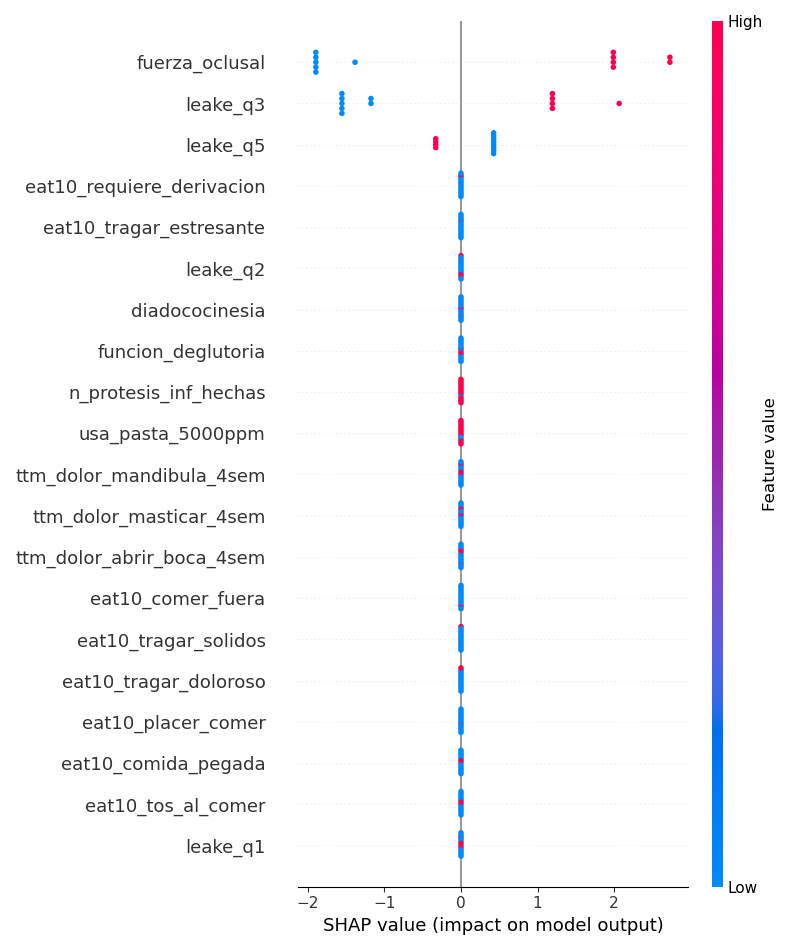 High
fuerza_oclusal
leake_q3
leake_q5
eat10_requiere_derivacion
eat10_tragar_estresante
leake_q2
diadococinesia
funcion_deglutoria
n_protesis_inf_hechas
usa_pasta_5000ppm
ttm_dolor_mandibula_4sem
ttm_dolor_masticar_4sem
ttm_dolor_abrir_boca_4sem
eat10_comer_fuera
eat10_tragar_solidos
eat10_tragar_doloroso
eat10_placer_comer
eat10_comida_pegada
eat10_tos_al_comer
leake_q1
Feature value
Low
−2 −1 0 1 2
SHAP value (impact on model output)